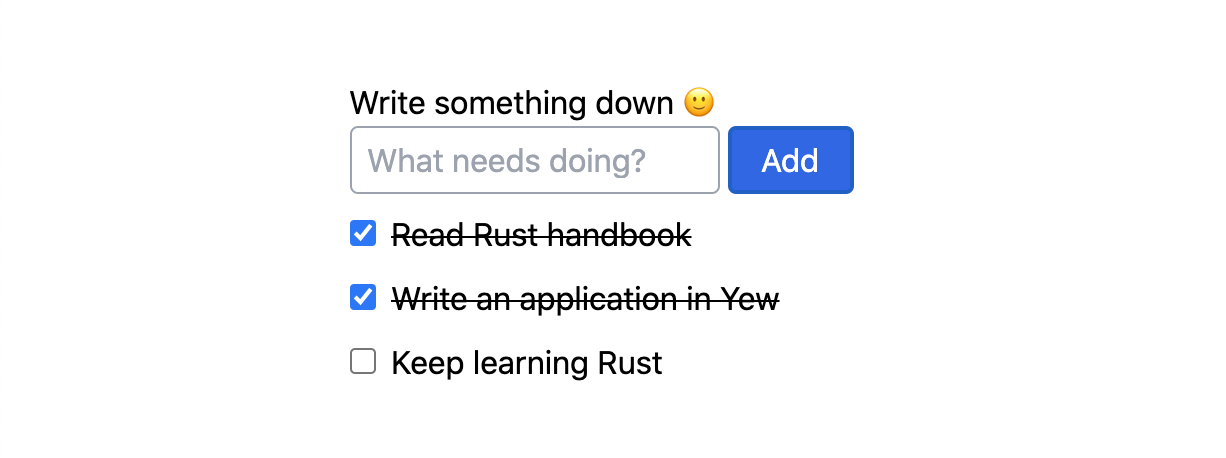 Write something down 🙂
What needs doing?
Add
Read Rust handbook
Write an application in Yew
Keep learning Rust